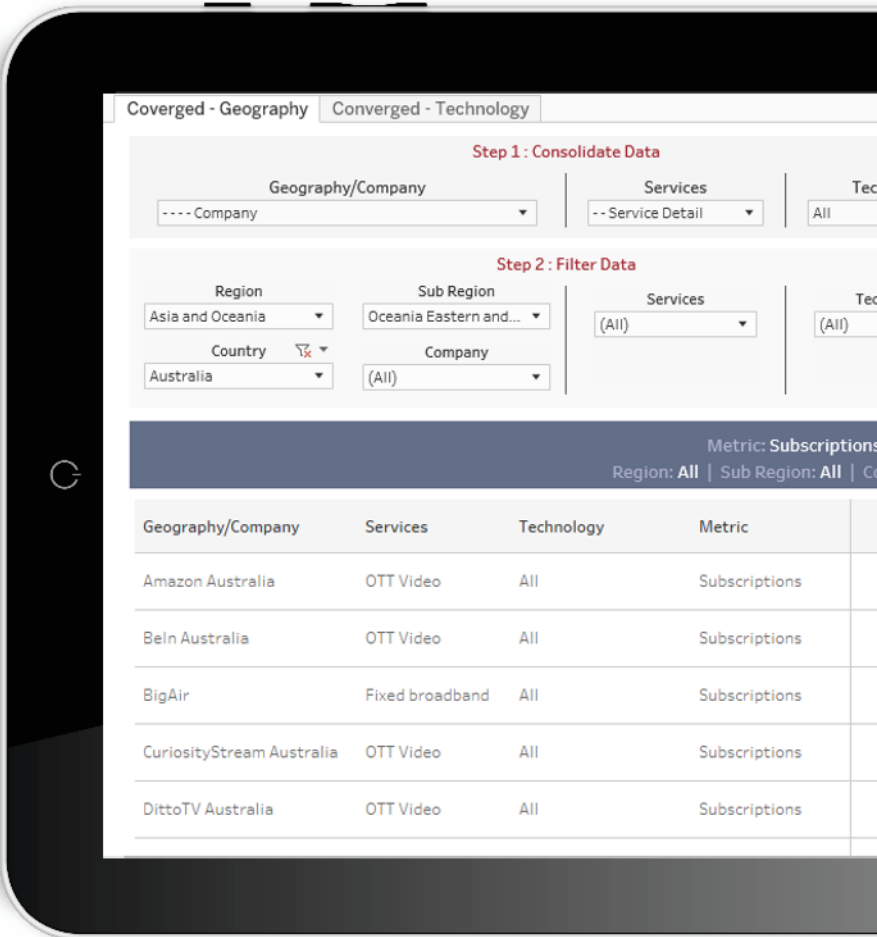 Coverged - Geography Converged - Technology
Step 1 : Consolidate Data
Geography/Company Services
- - - - Company - - Service Detail All
Step 2 : Filter Data
Region Sub Region Services
Asia and Oceania Oceania Eastern and... (All) (All)
Country Company
Australia (All)
Metric: Subscriptions
Region: All | Sub Region: All |
Geography/Company Services Technology Metric
Amazon Australia OTT Video All Subscriptions
BeIn Australia OTT Video All Subscriptions
BigAir Fixed broadband All Subscriptions
CuriosityStream Australia OTT Video All Subscriptions
DittoTV Australia OTT Video All Subscriptions